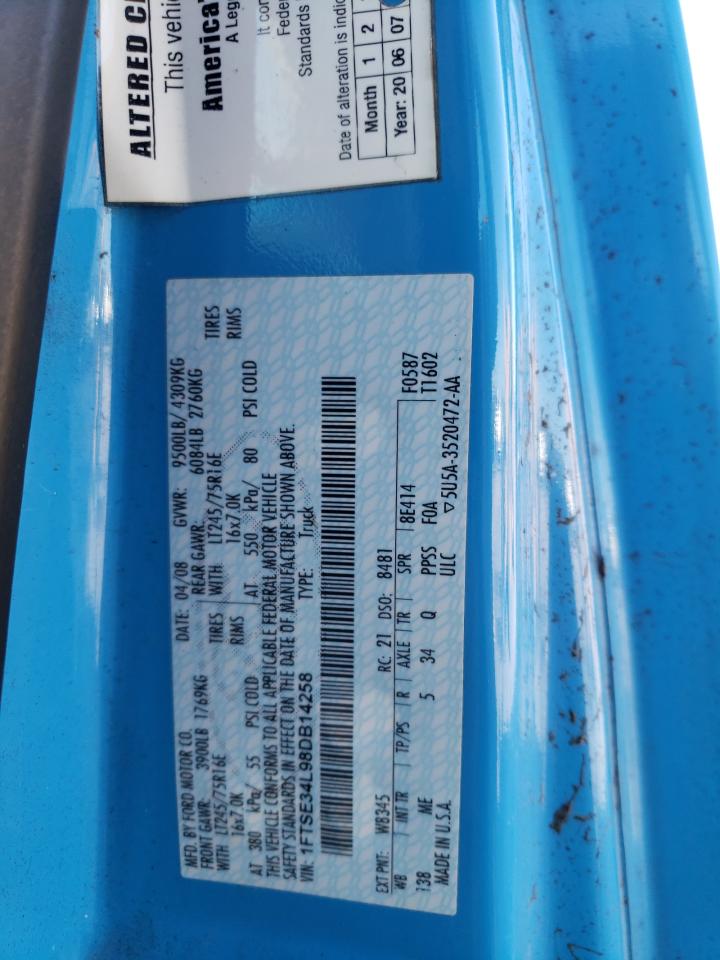 ALTERED C
This vehic
America'
A Leg
It con
Feder
Standards
Date of alteration is indic
Month 1 2
Year: 20 06 07
MFD. BY FORD MOTOR CO.
DATE: 04/08 GVWR: 9500LB/4309KG
FRONT GAWR: 3900LB 1769KG REAR GAWR: 6084LB 2760KG
WITH LT245/75R16E TIRES WITH LT245/75R16E TIRES
16x7.0K RIMS 16x7.0K RIMS
AT 380 kPa/ 55 PSI COLD AT 550 kPa/ 80 PSI COLD
THIS VEHICLE CONFORMS TO ALL APPLICABLE FEDERAL MOTOR VEHICLE
SAFETY STANDARDS IN EFFECT ON THE DATE OF MANUFACTURE SHOWN ABOVE.
VIN: 1FTSE34L98DB14258 TYPE: Truck
EXT PNT: W8345 RC: 21 DSO: 8481 F0587
WB INT TR TP/PS R AXLE TR SPR 8E414 T1602
138 ME 5 34 Q PPSS FOA
MADE IN U.S.A. ULC ▽5U5A-3520472-AA